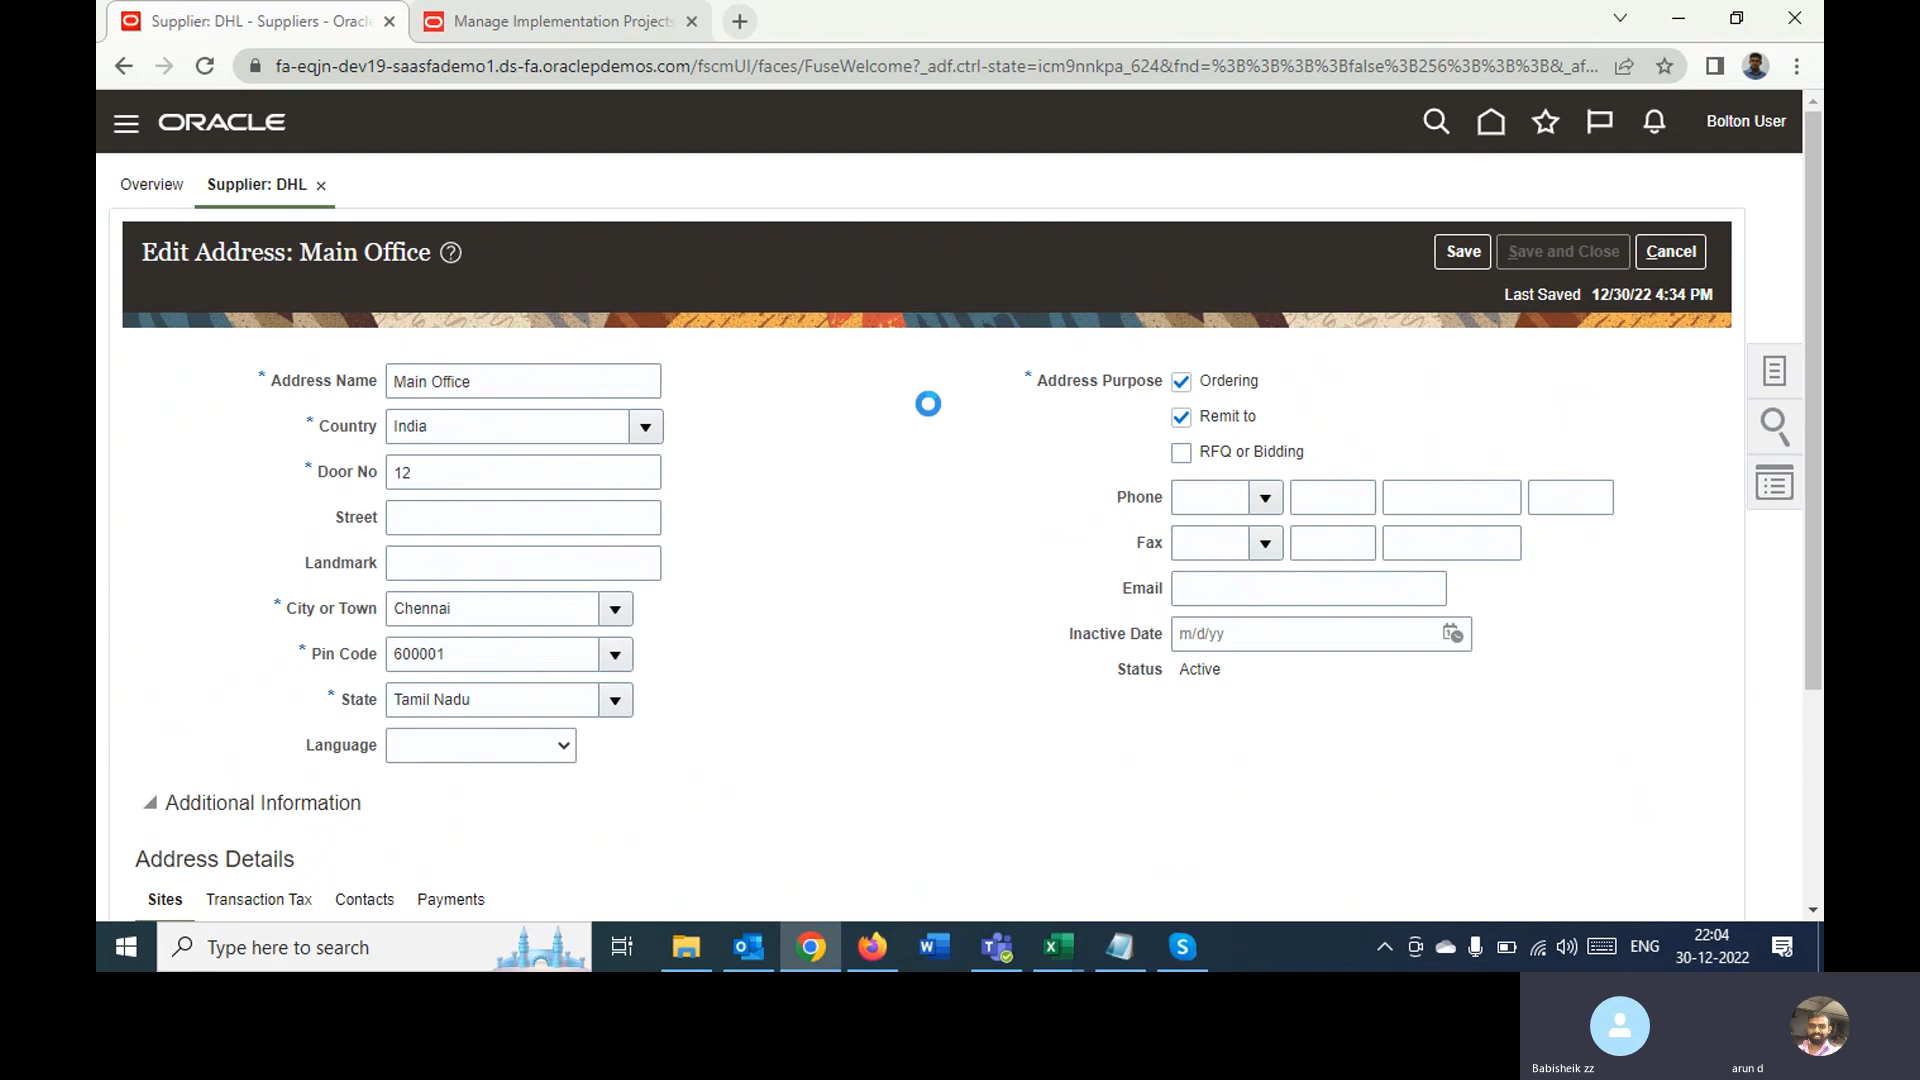 Supplier: DHL - Suppliers - Oracle
Manage Implementation Projects
fa-eqjn-dev19-saasfademo1.ds-fa.oraclepdemos.com/fscmUI/faces/FuseWelcome?_adf.ctrl-state=icm9nnkpa_624&fnd=%3B%3B%3B%3Bfalse%3B256%3B%3B%3B&_af...
ORACLE
Bolton User
Overview
Supplier: DHL
Edit Address: Main Office
Save
Save and Close
Cancel
Last Saved 12/30/22 4:34 PM
* Address Name Main Office
* Country India
* Door No 12
Street
Landmark
* City or Town Chennai
* Pin Code 600001
* State Tamil Nadu
Language
* Address Purpose Ordering
Remit to
RFQ or Bidding
Phone
Fax
Email
Inactive Date m/d/yy
Status Active
Additional Information
Address Details
Sites Transaction Tax Contacts Payments
Type here to search
ENG
22:04
30-12-2022
Babisheik zz
arun d